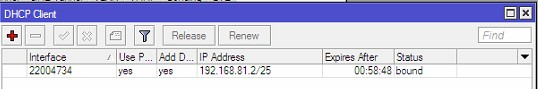 DHCP Client
Release Renew Find
Interface Use P... Add D... IP Address Expires After Status
22004734 yes yes 192.168.81.2/25 00:58:48 bound